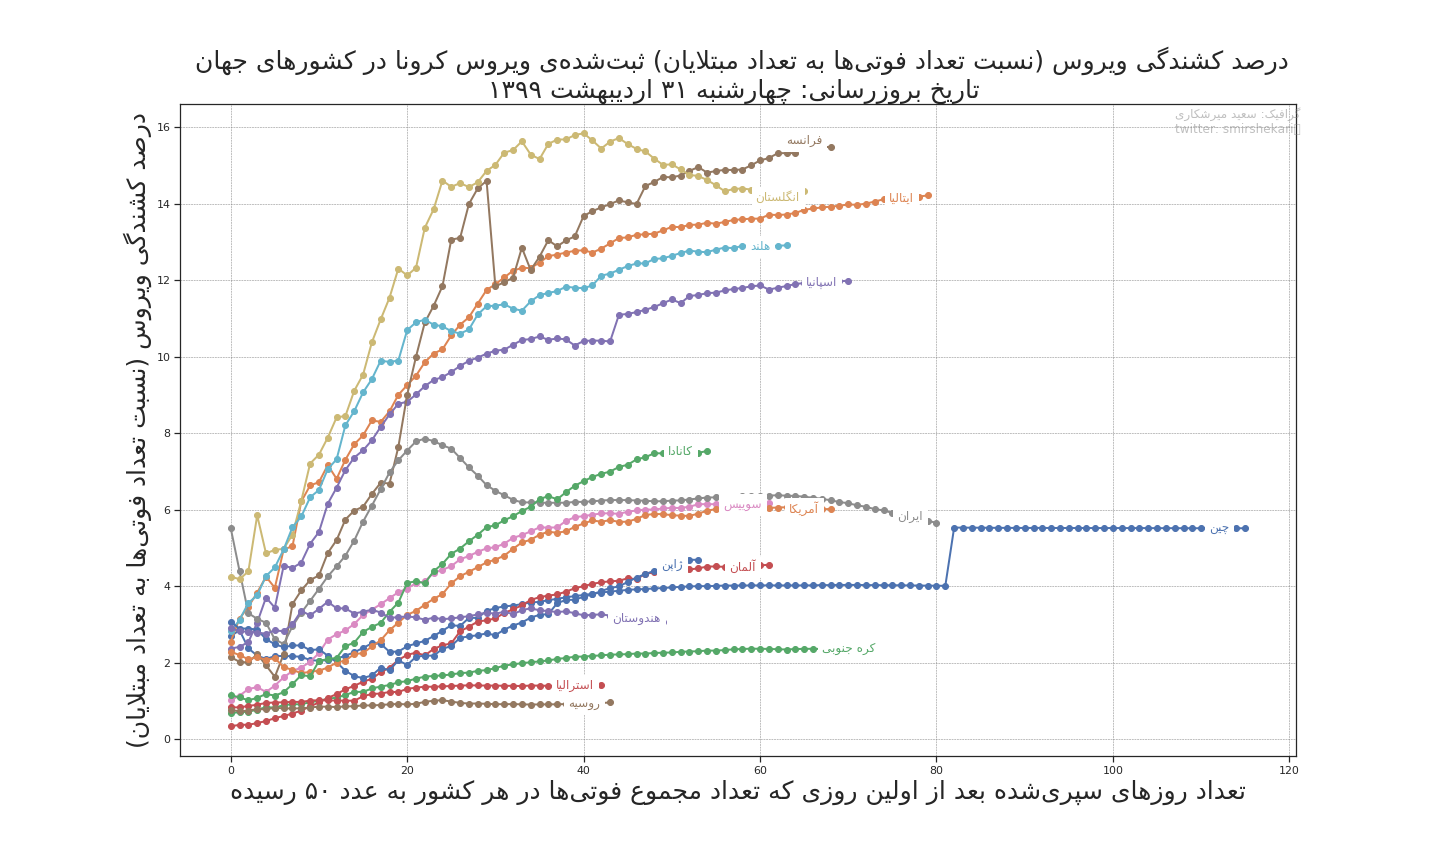 درصد کشندگی ویروس (نسبت تعداد فوتی‌ها به تعداد مبتلایان) ثبت‌شده‌ی ویروس کرونا در کشورهای جهان
تاریخ بروزرسانی: چهارشنبه ۳۱ اردیبهشت ۱۳۹۹
گرافیک: سعید میرشکاری
twitter: smirshekari
درصد کشندگی ویروس (نسبت تعداد فوتی‌ها به تعداد مبتلایان)
16
14
12
10
8
6
4
2
0
فرانسه
انگلستان
ایتالیا
هلند
اسپانیا
کانادا
سوییس
آمریکا
ایران
چین
ژاپن
آلمان
هندوستان
کره جنوبی
استرالیا
روسیه
0 20 40 60 80 100 120
تعداد روزهای سپری‌شده بعد از اولین روزی که تعداد مجموع فوتی‌ها در هر کشور به عدد ۵۰ رسیده